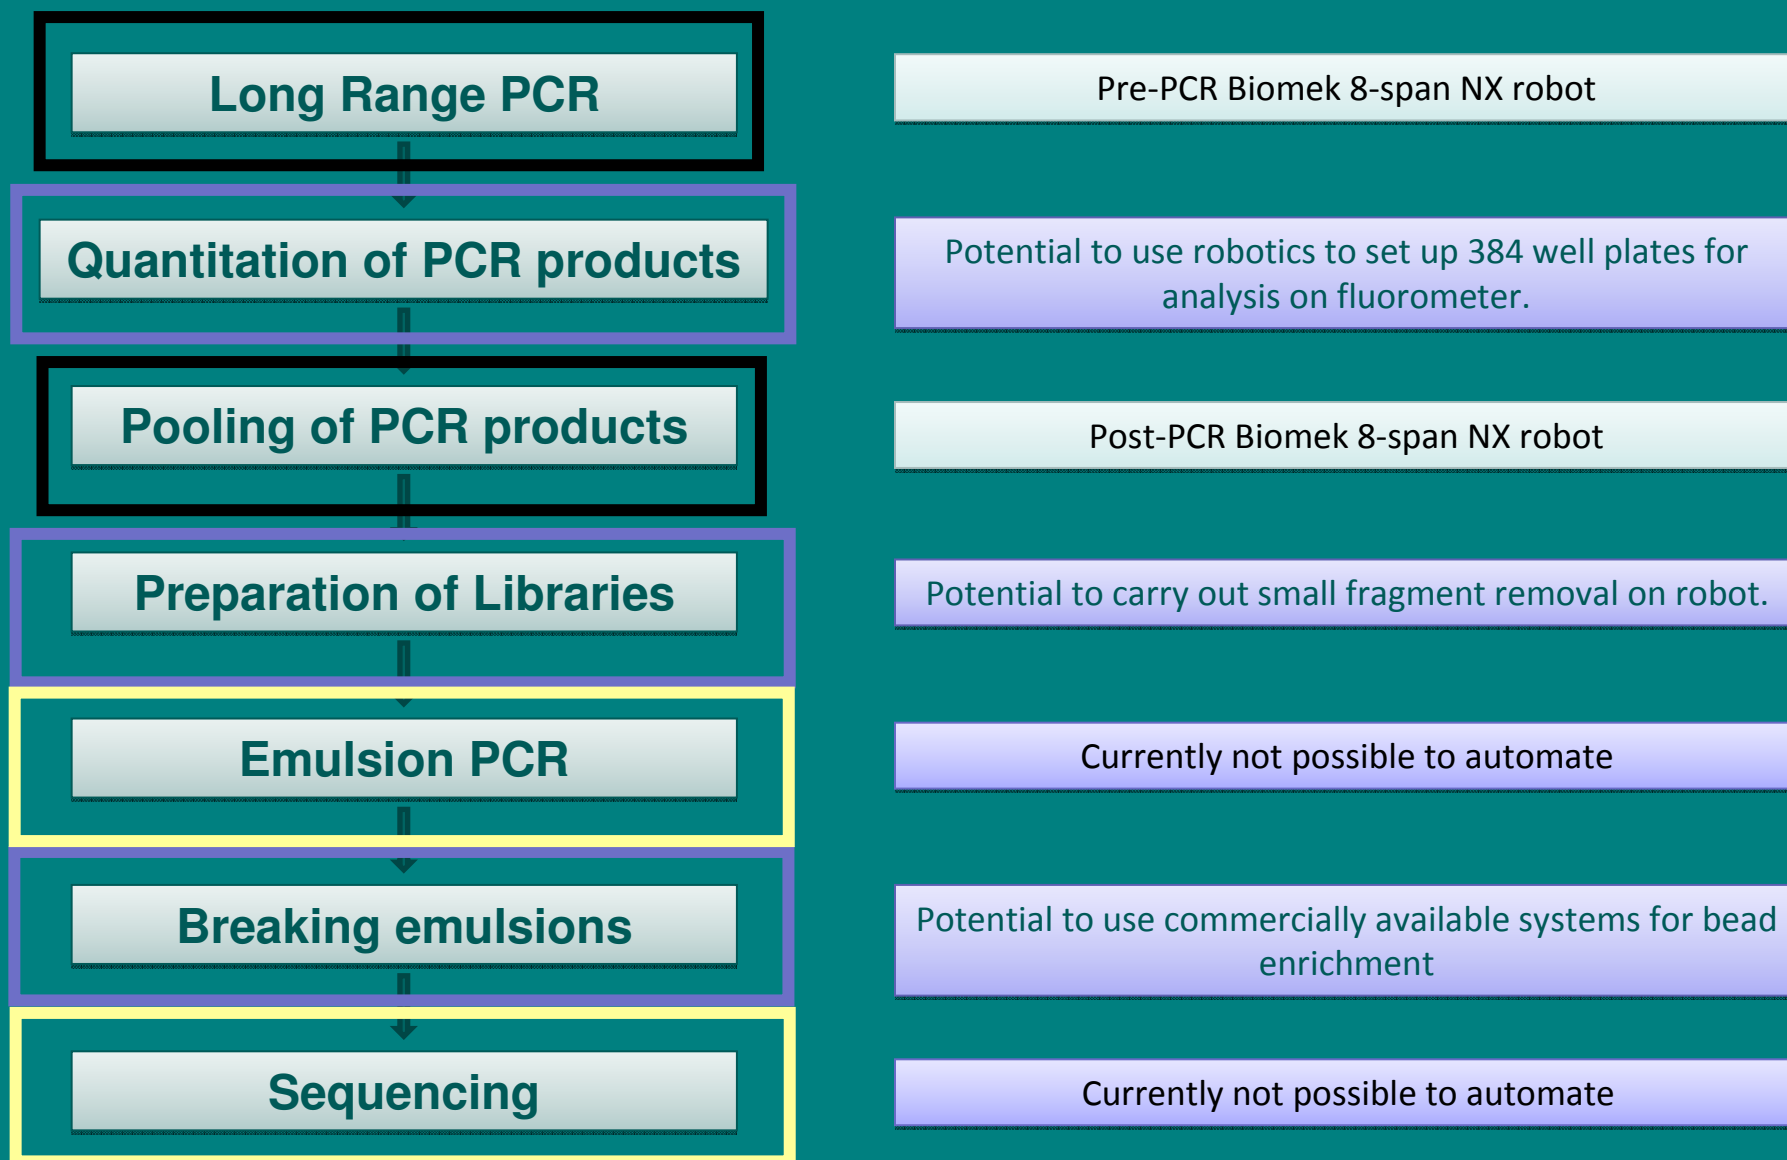 Long Range PCR
Pre-PCR Biomek 8-span NX robot
Quantitation of PCR products
Potential to use robotics to set up 384 well plates for
analysis on fluorometer.
Pooling of PCR products
Post-PCR Biomek 8-span NX robot
Preparation of Libraries
Potential to carry out small fragment removal on robot.
Emulsion PCR
Currently not possible to automate
Breaking emulsions
Potential to use commercially available systems for bead
enrichment
Sequencing
Currently not possible to automate